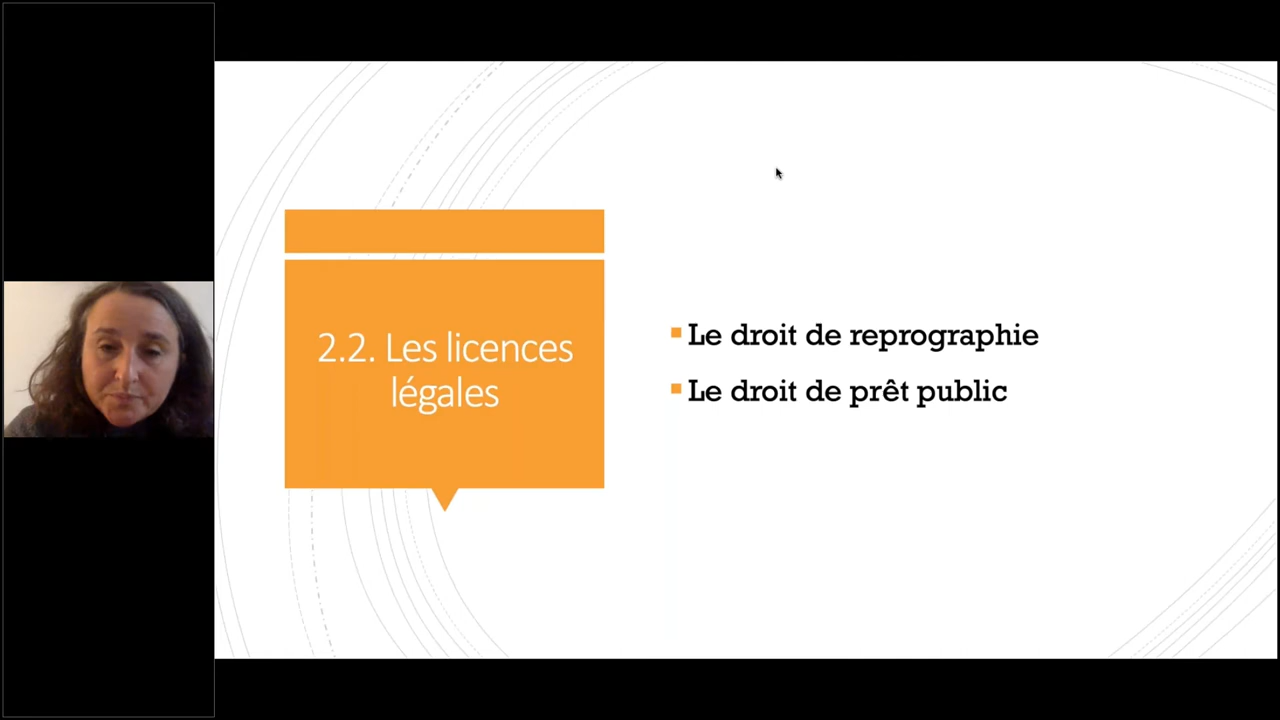 2.2. Les licences
légales
Le droit de reprographie
Le droit de prêt public